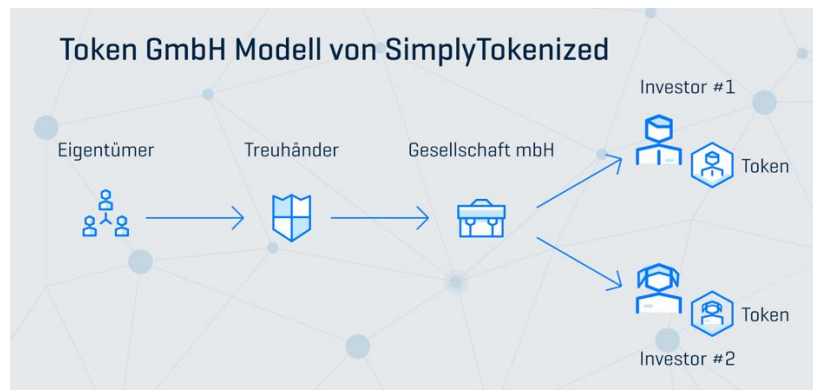 Token GmbH Modell von SimplyTokenized
Investor #1
Eigentümer
Treuhänder
Gesellschaft mbH
Token
Token
Investor #2